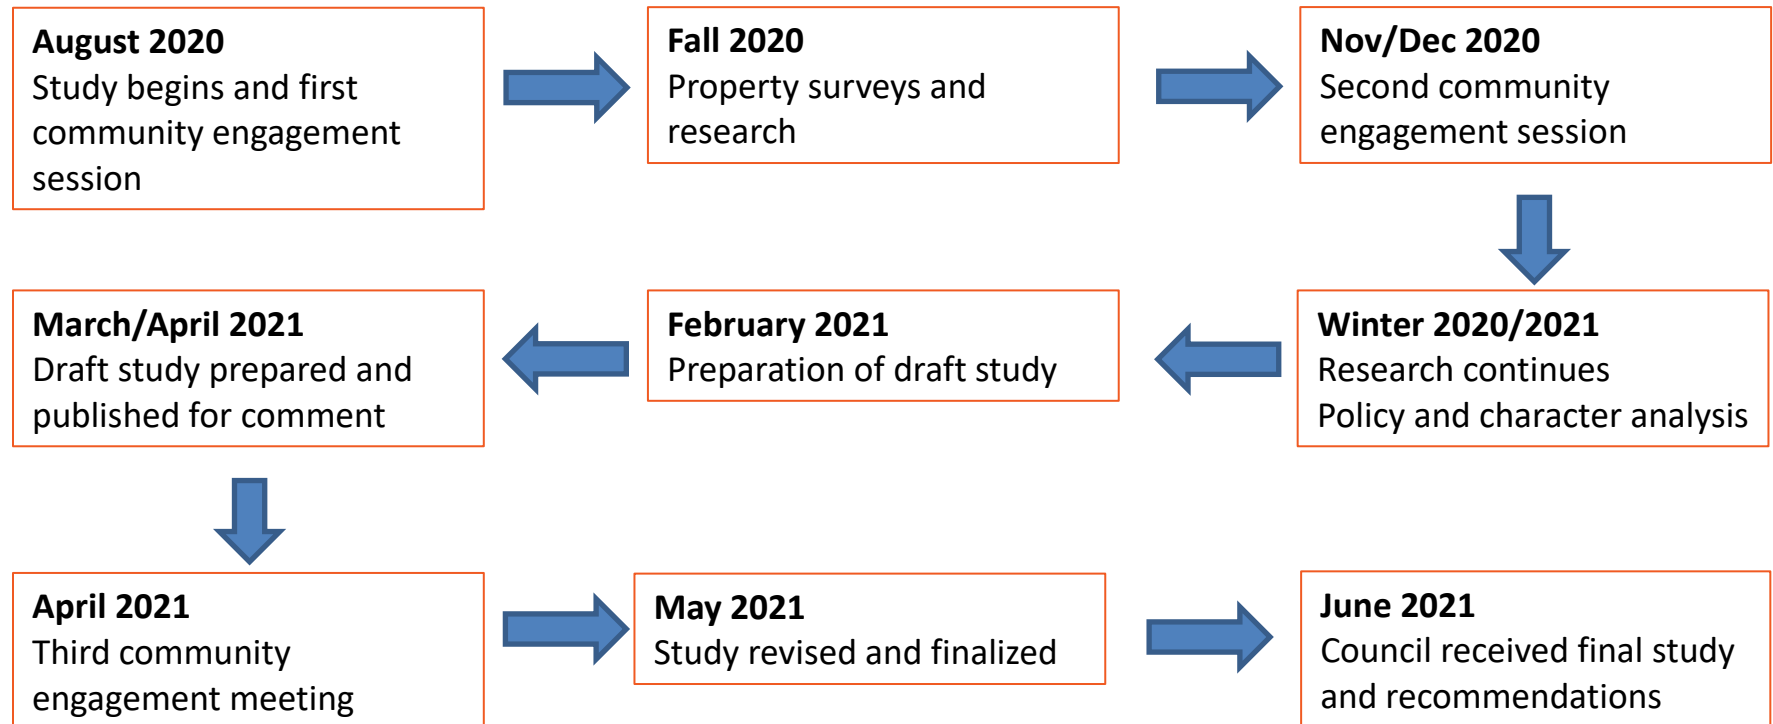 August 2020
Study begins and first
community engagement
session
Fall 2020
Property surveys and
research
Nov/Dec 2020
Second community
engagement session
Winter 2020/2021
Research continues
Policy and character analysis
February 2021
Preparation of draft study
March/April 2021
Draft study prepared and
published for comment
April 2021
Third community
engagement meeting
May 2021
Study revised and finalized
June 2021
Council received final study
and recommendations